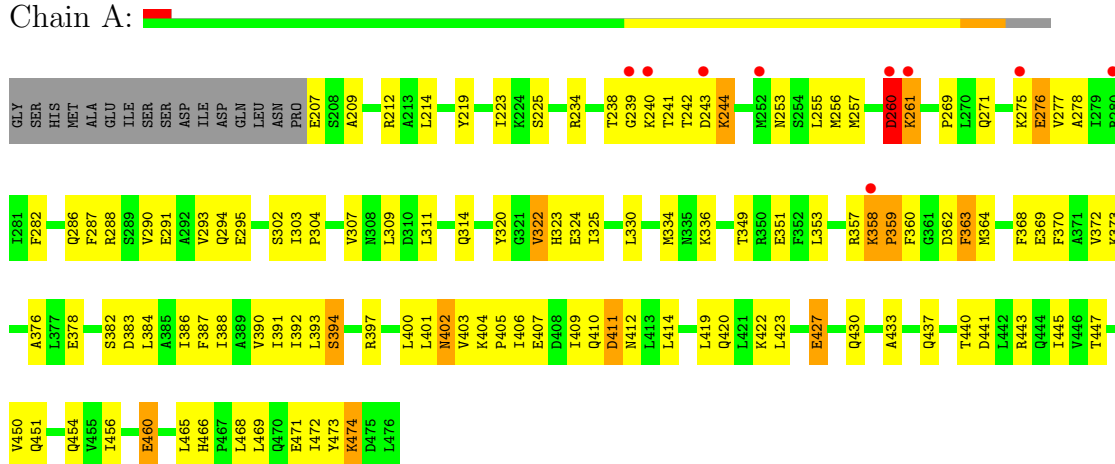 Chain A:
GLY SER HIS MET ALA GLU ILE SER SER ASP ILE ASP GLN LEU ASN PRO E207 S208 A209 R212 A213 L214 Y219 I223 K224 S225 R234 T238 G239 K240 T241 T242 D243 K244 M252 N253 S254 L255 M256 M257 D260 K261 P269 L270 Q271 K275 E276 V277 A278 I279 R280
I281 F282 Q286 F287 R288 S289 V290 E291 A292 V293 Q294 E295 S302 I303 P304 V307 N308 L309 D310 L311 Q314 Y320 G321 V322 H323 E324 I325 L330 M334 N335 K336 T349 R350 E351 F352 L353 R357 K358 P359 F360 G361 D362 F363 M364 F368 E369 F370 A371 V372 K373
A376 L377 E378 S382 D383 L384 A385 I386 F387 I388 A389 V390 I391 I392 L393 S394 R397 L400 L401 N402 V403 K404 P405 I406 E407 D408 I409 Q410 D411 N412 L413 L414 L419 Q420 L421 K422 L423 E427 Q430 A433 Q437 T440 D441 L442 R443 Q444 I445 V446 T447
V450 Q451 Q454 V455 I456 E460 L465 H466 P467 L468 L469 Q470 E471 I472 Y473 K474 D475 L476